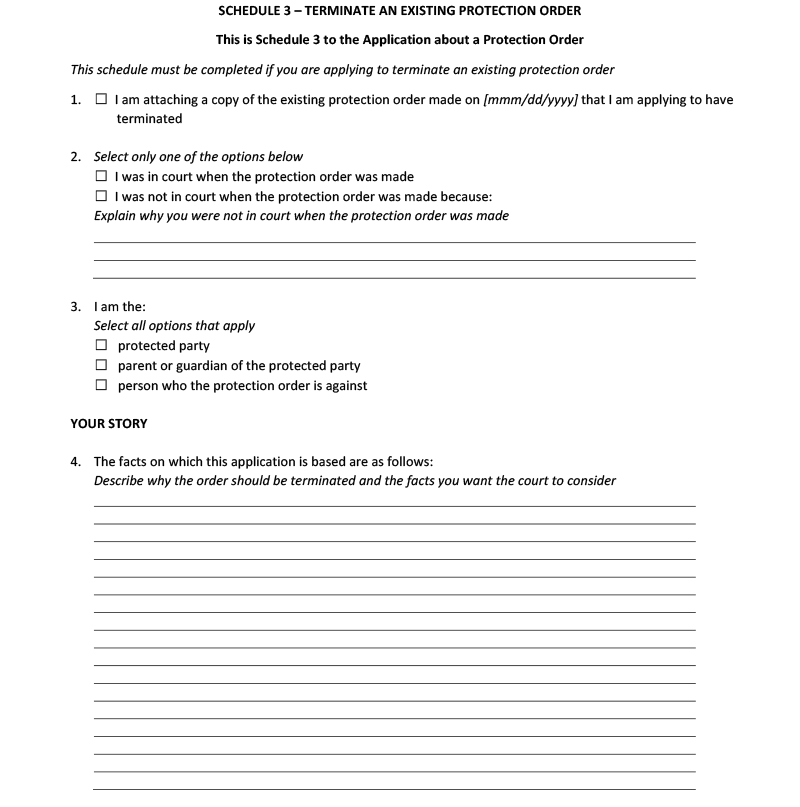 SCHEDULE 3 – TERMINATE AN EXISTING PROTECTION ORDER
This is Schedule 3 to the Application about a Protection Order
This schedule must be completed if you are applying to terminate an existing protection order
1. ☐ I am attaching a copy of the existing protection order made on [mmm/dd/yyyy] that I am applying to have
terminated
2. Select only one of the options below
☐ I was in court when the protection order was made
☐ I was not in court when the protection order was made because:
Explain why you were not in court when the protection order was made
3. I am the:
Select all options that apply
☐ protected party
☐ parent or guardian of the protected party
☐ person who the protection order is against
YOUR STORY
4. The facts on which this application is based are as follows:
Describe why the order should be terminated and the facts you want the court to consider